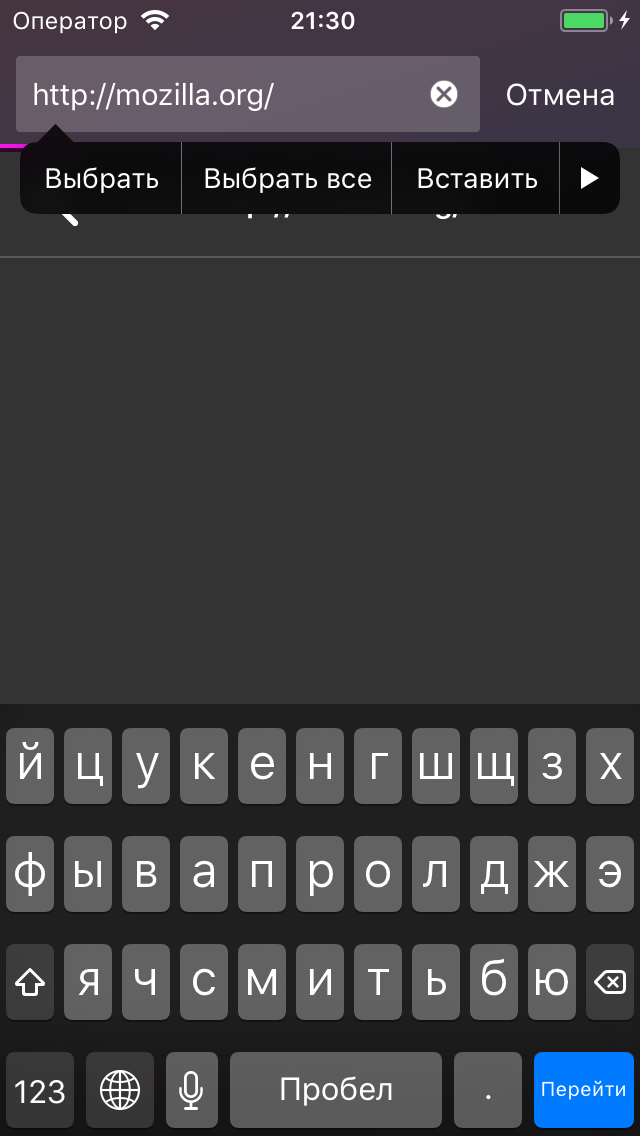 Оператор 21:30
http://mozilla.org/ Отмена
Выбрать Выбрать все Вставить
й ц у к е н г ш щ з х
ф ы в а п р о л д ж э
я ч с м и т ь б ю
123 Пробел . Перейти